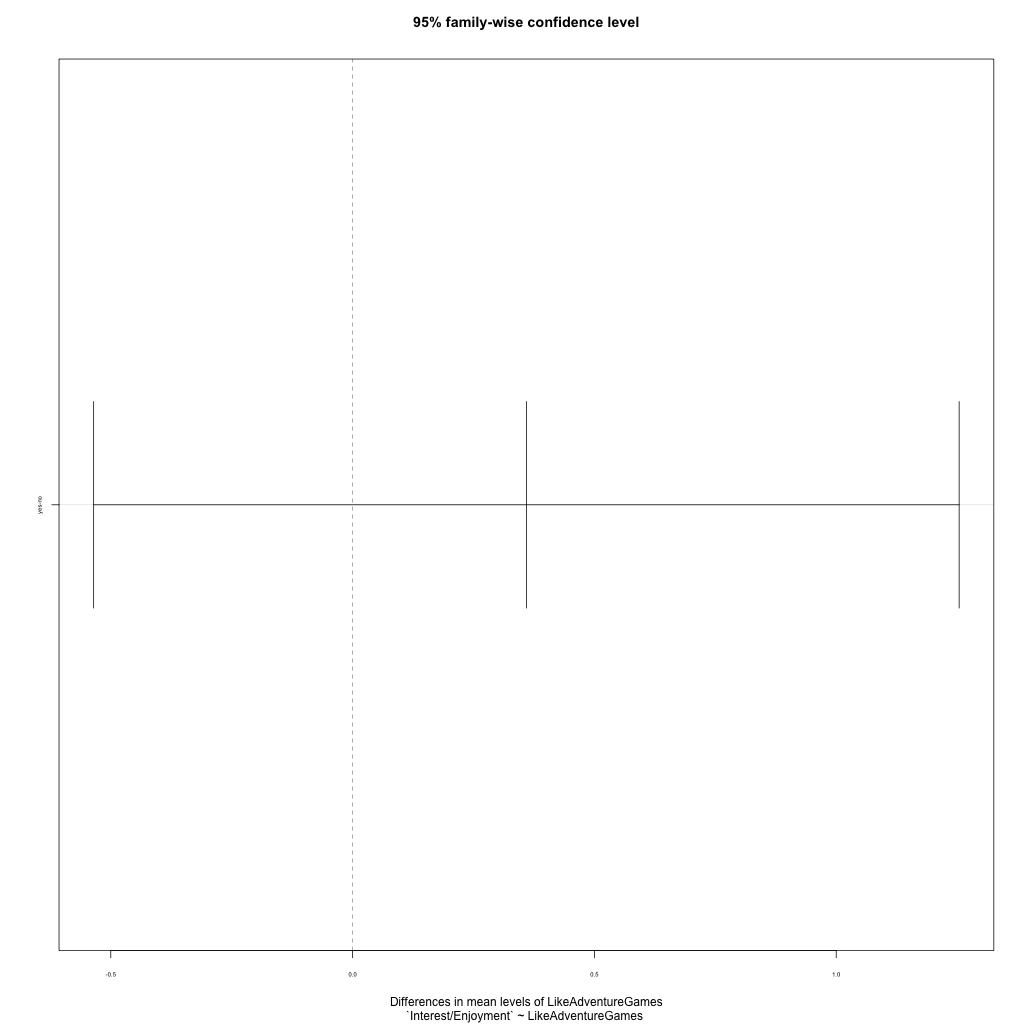 95% family-wise confidence level
yes-no
-0.5
0.0
0.5
1.0
Differences in mean levels of LikeAdventureGames
`Interest/Enjoyment` ~ LikeAdventureGames